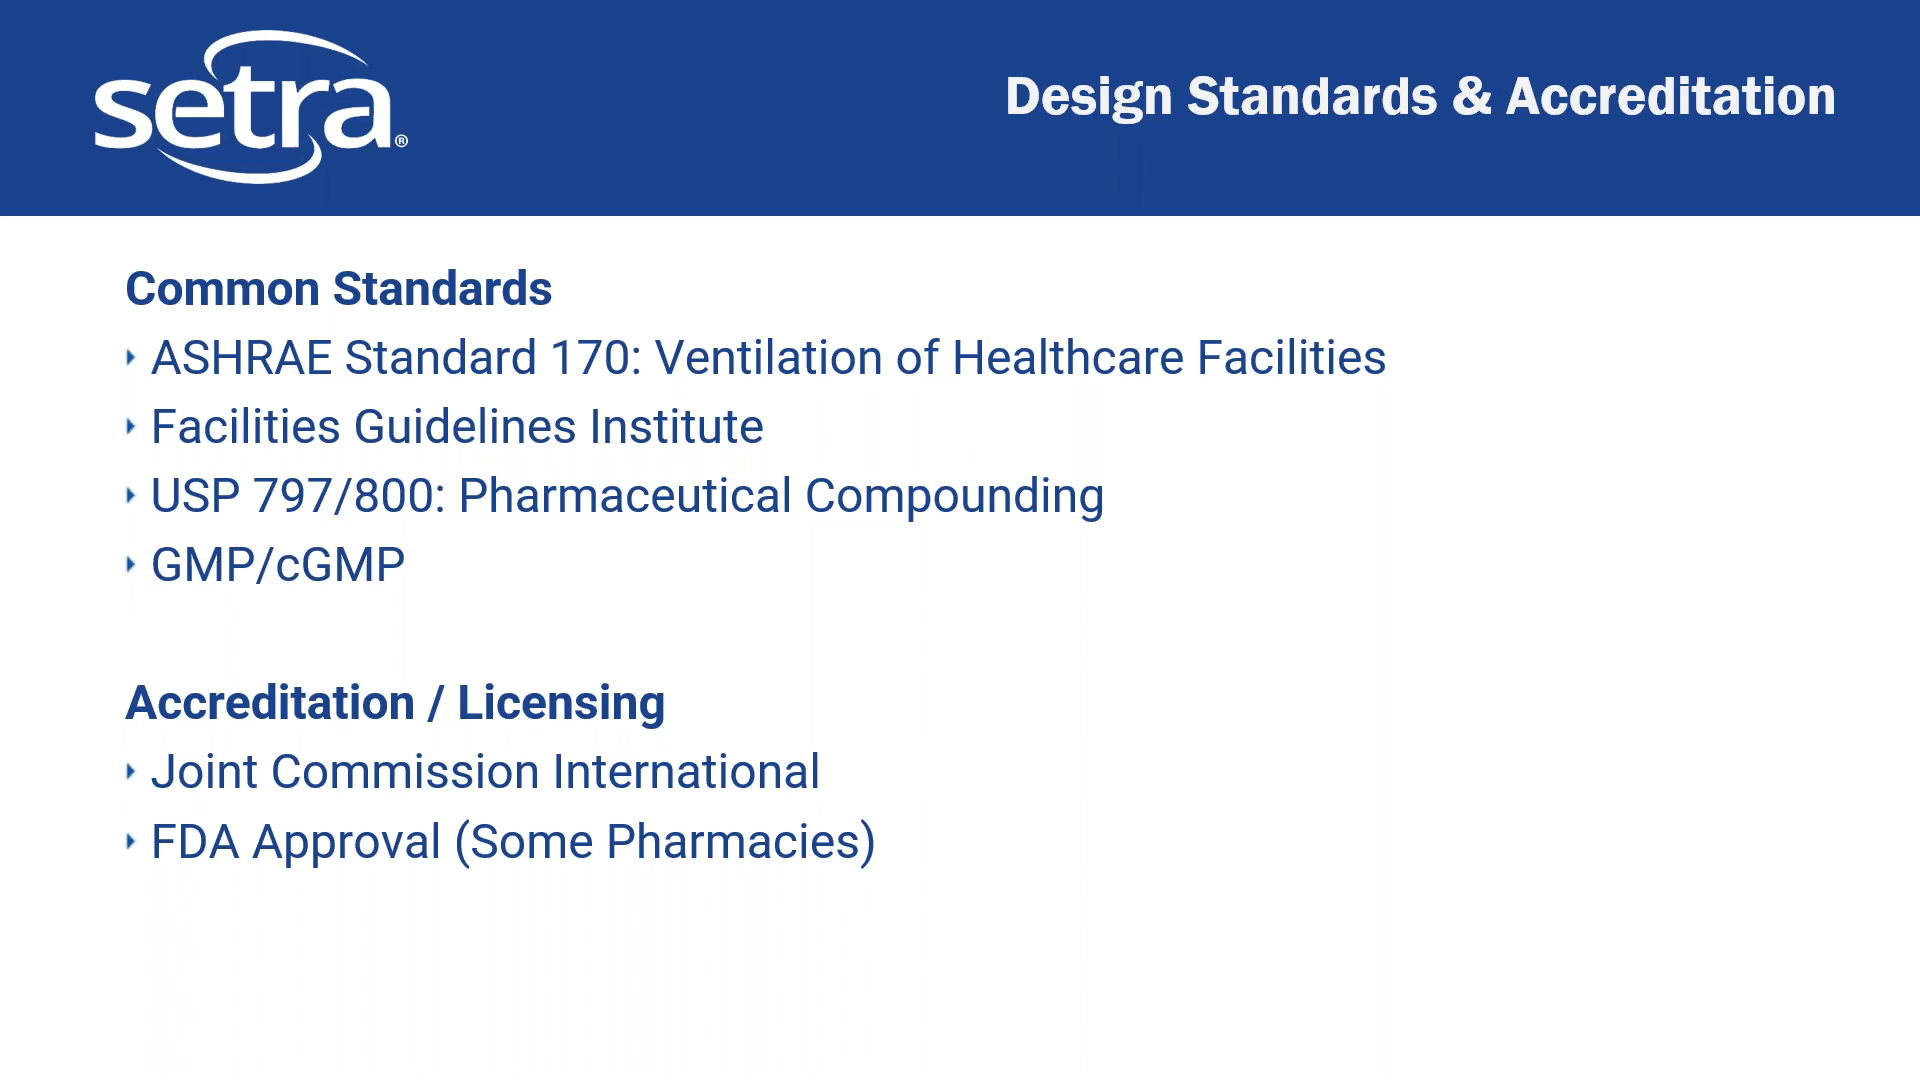 setra®
Design Standards & Accreditation
Common Standards
ASHRAE Standard 170: Ventilation of Healthcare Facilities
Facilities Guidelines Institute
USP 797/800: Pharmaceutical Compounding
GMP/cGMP
Accreditation / Licensing
Joint Commission International
FDA Approval (Some Pharmacies)